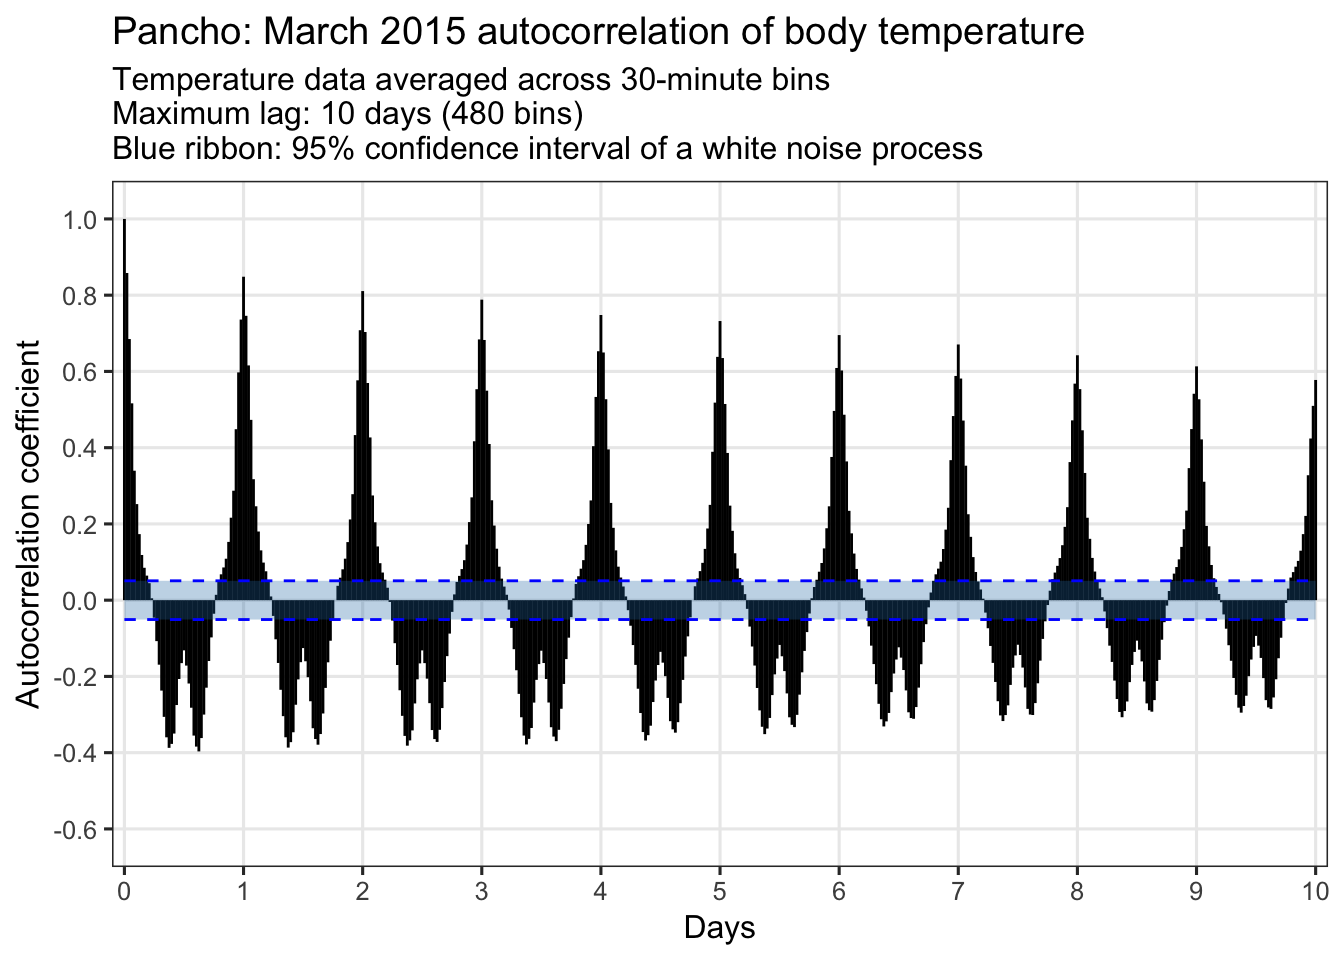 Pancho: March 2015 autocorrelation of body temperature
Temperature data averaged across 30-minute bins
Maximum lag: 10 days (480 bins)
Blue ribbon: 95% confidence interval of a white noise process
Autocorrelation coefficient
1.0
0.8
0.6
0.4
0.2
0.0
-0.2
-0.4
-0.6
0 1 2 3 4 5 6 7 8 9 10
Days